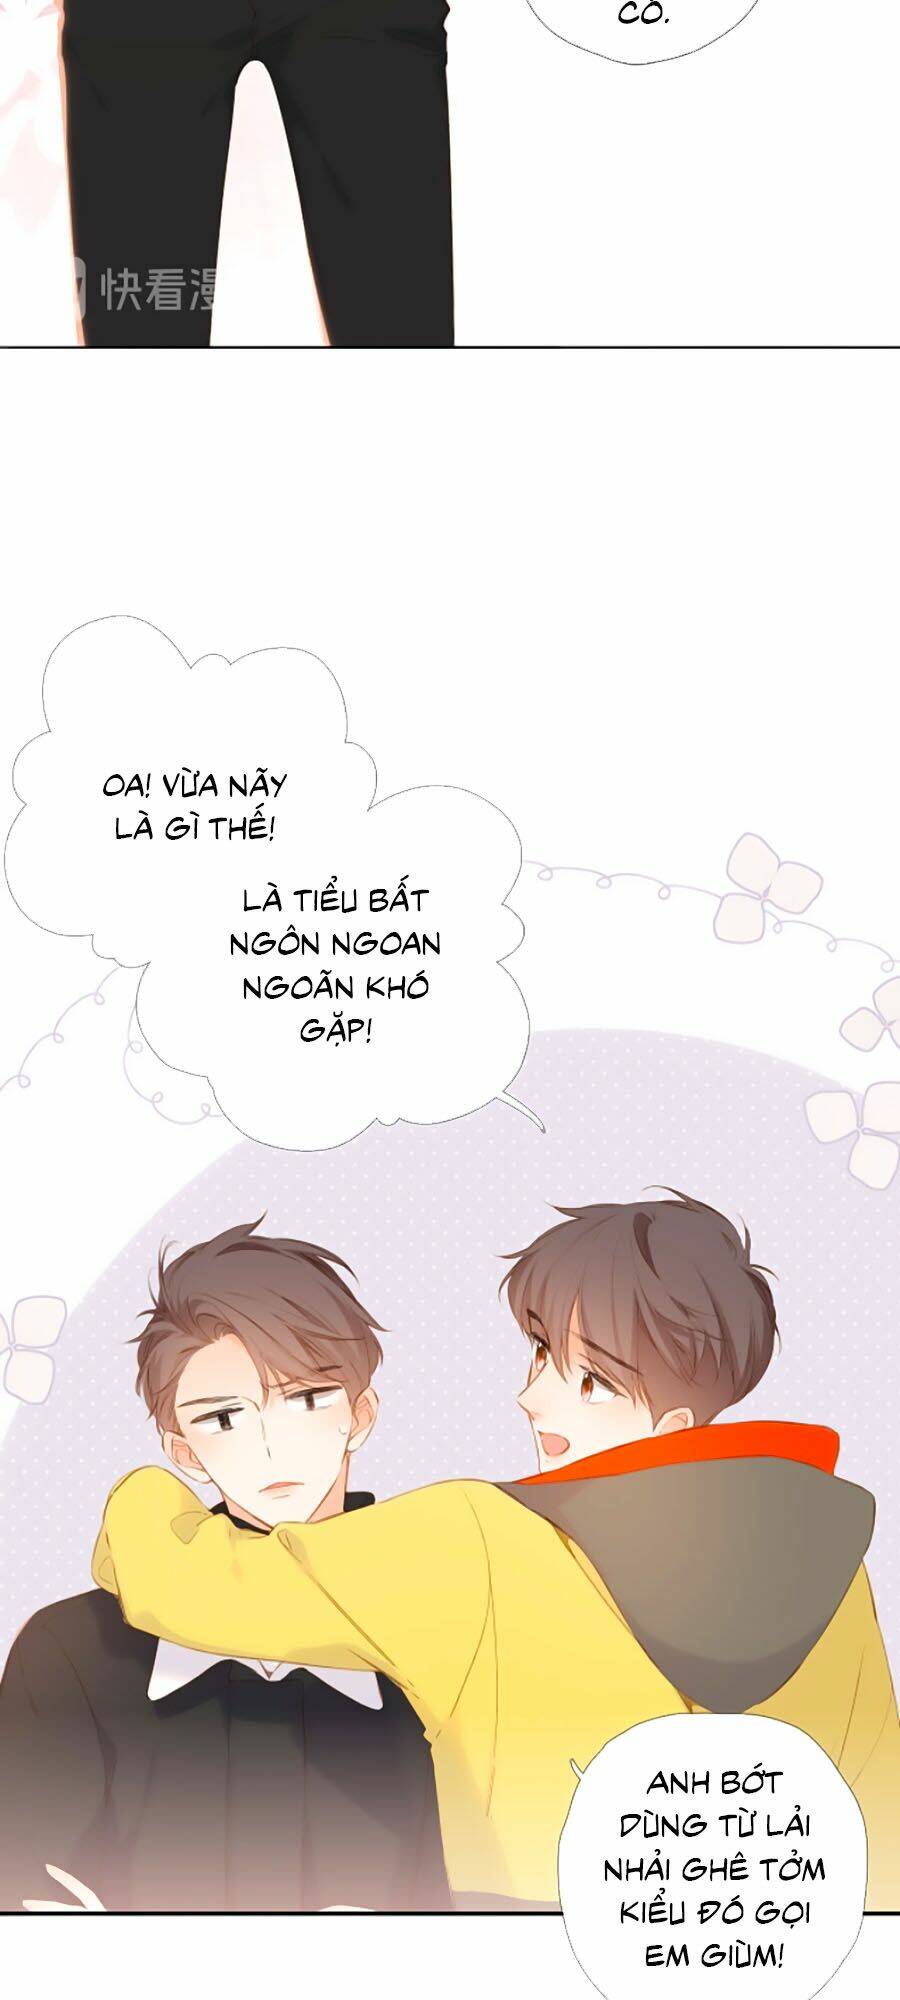 CÓ.
快看漫
OA! VỪA NÃY
LÀ GÌ THẾ!
LÀ TIỂU BẤT
NGÔN NGOAN
NGOÃN KHÓ
GẶP!
ANH BỚT
DÙNG TỪ LẢI
NHẢI GHÊ TỞM
KIỂU ĐÓ GỌI
EM GIÙM!